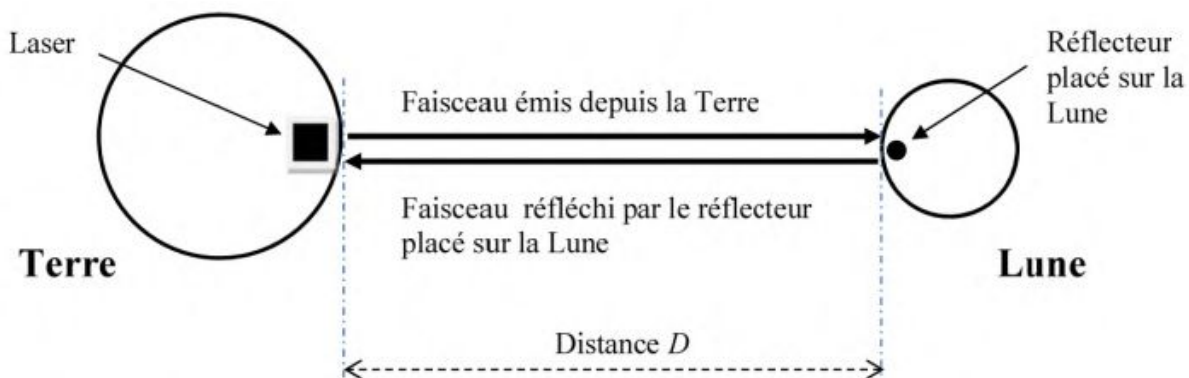 Laser
Réflecteur
placé sur la
Lune
Faisceau émis depuis la Terre
Faisceau réfléchi par le réflecteur
placé sur la Lune
Terre
Lune
Distance D